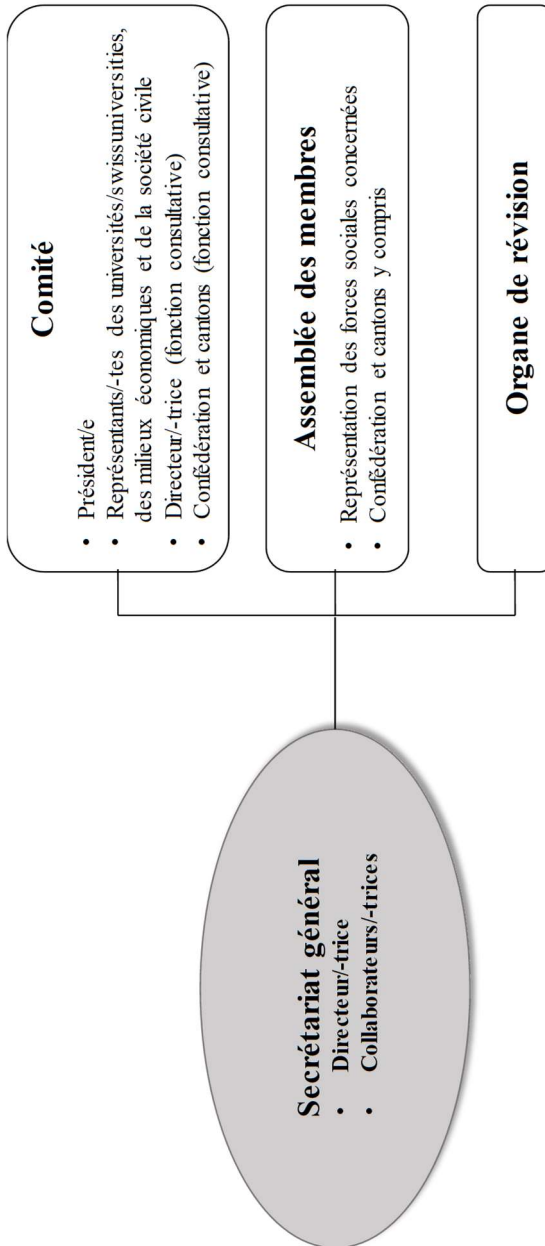 Comité
• Président/e
• Représentants/-tes des universités/swissuniversities,
des milieux économiques et de la société civile
• Directeur/-trice (fonction consultative)
• Confédération et cantons (fonction consultative)
Assemblée des membres
• Représentation des forces sociales concernées
• Confédération et cantons y compris
Organe de révision
Secrétariat général
• Directeur/-trice
• Collaborateurs/-trices